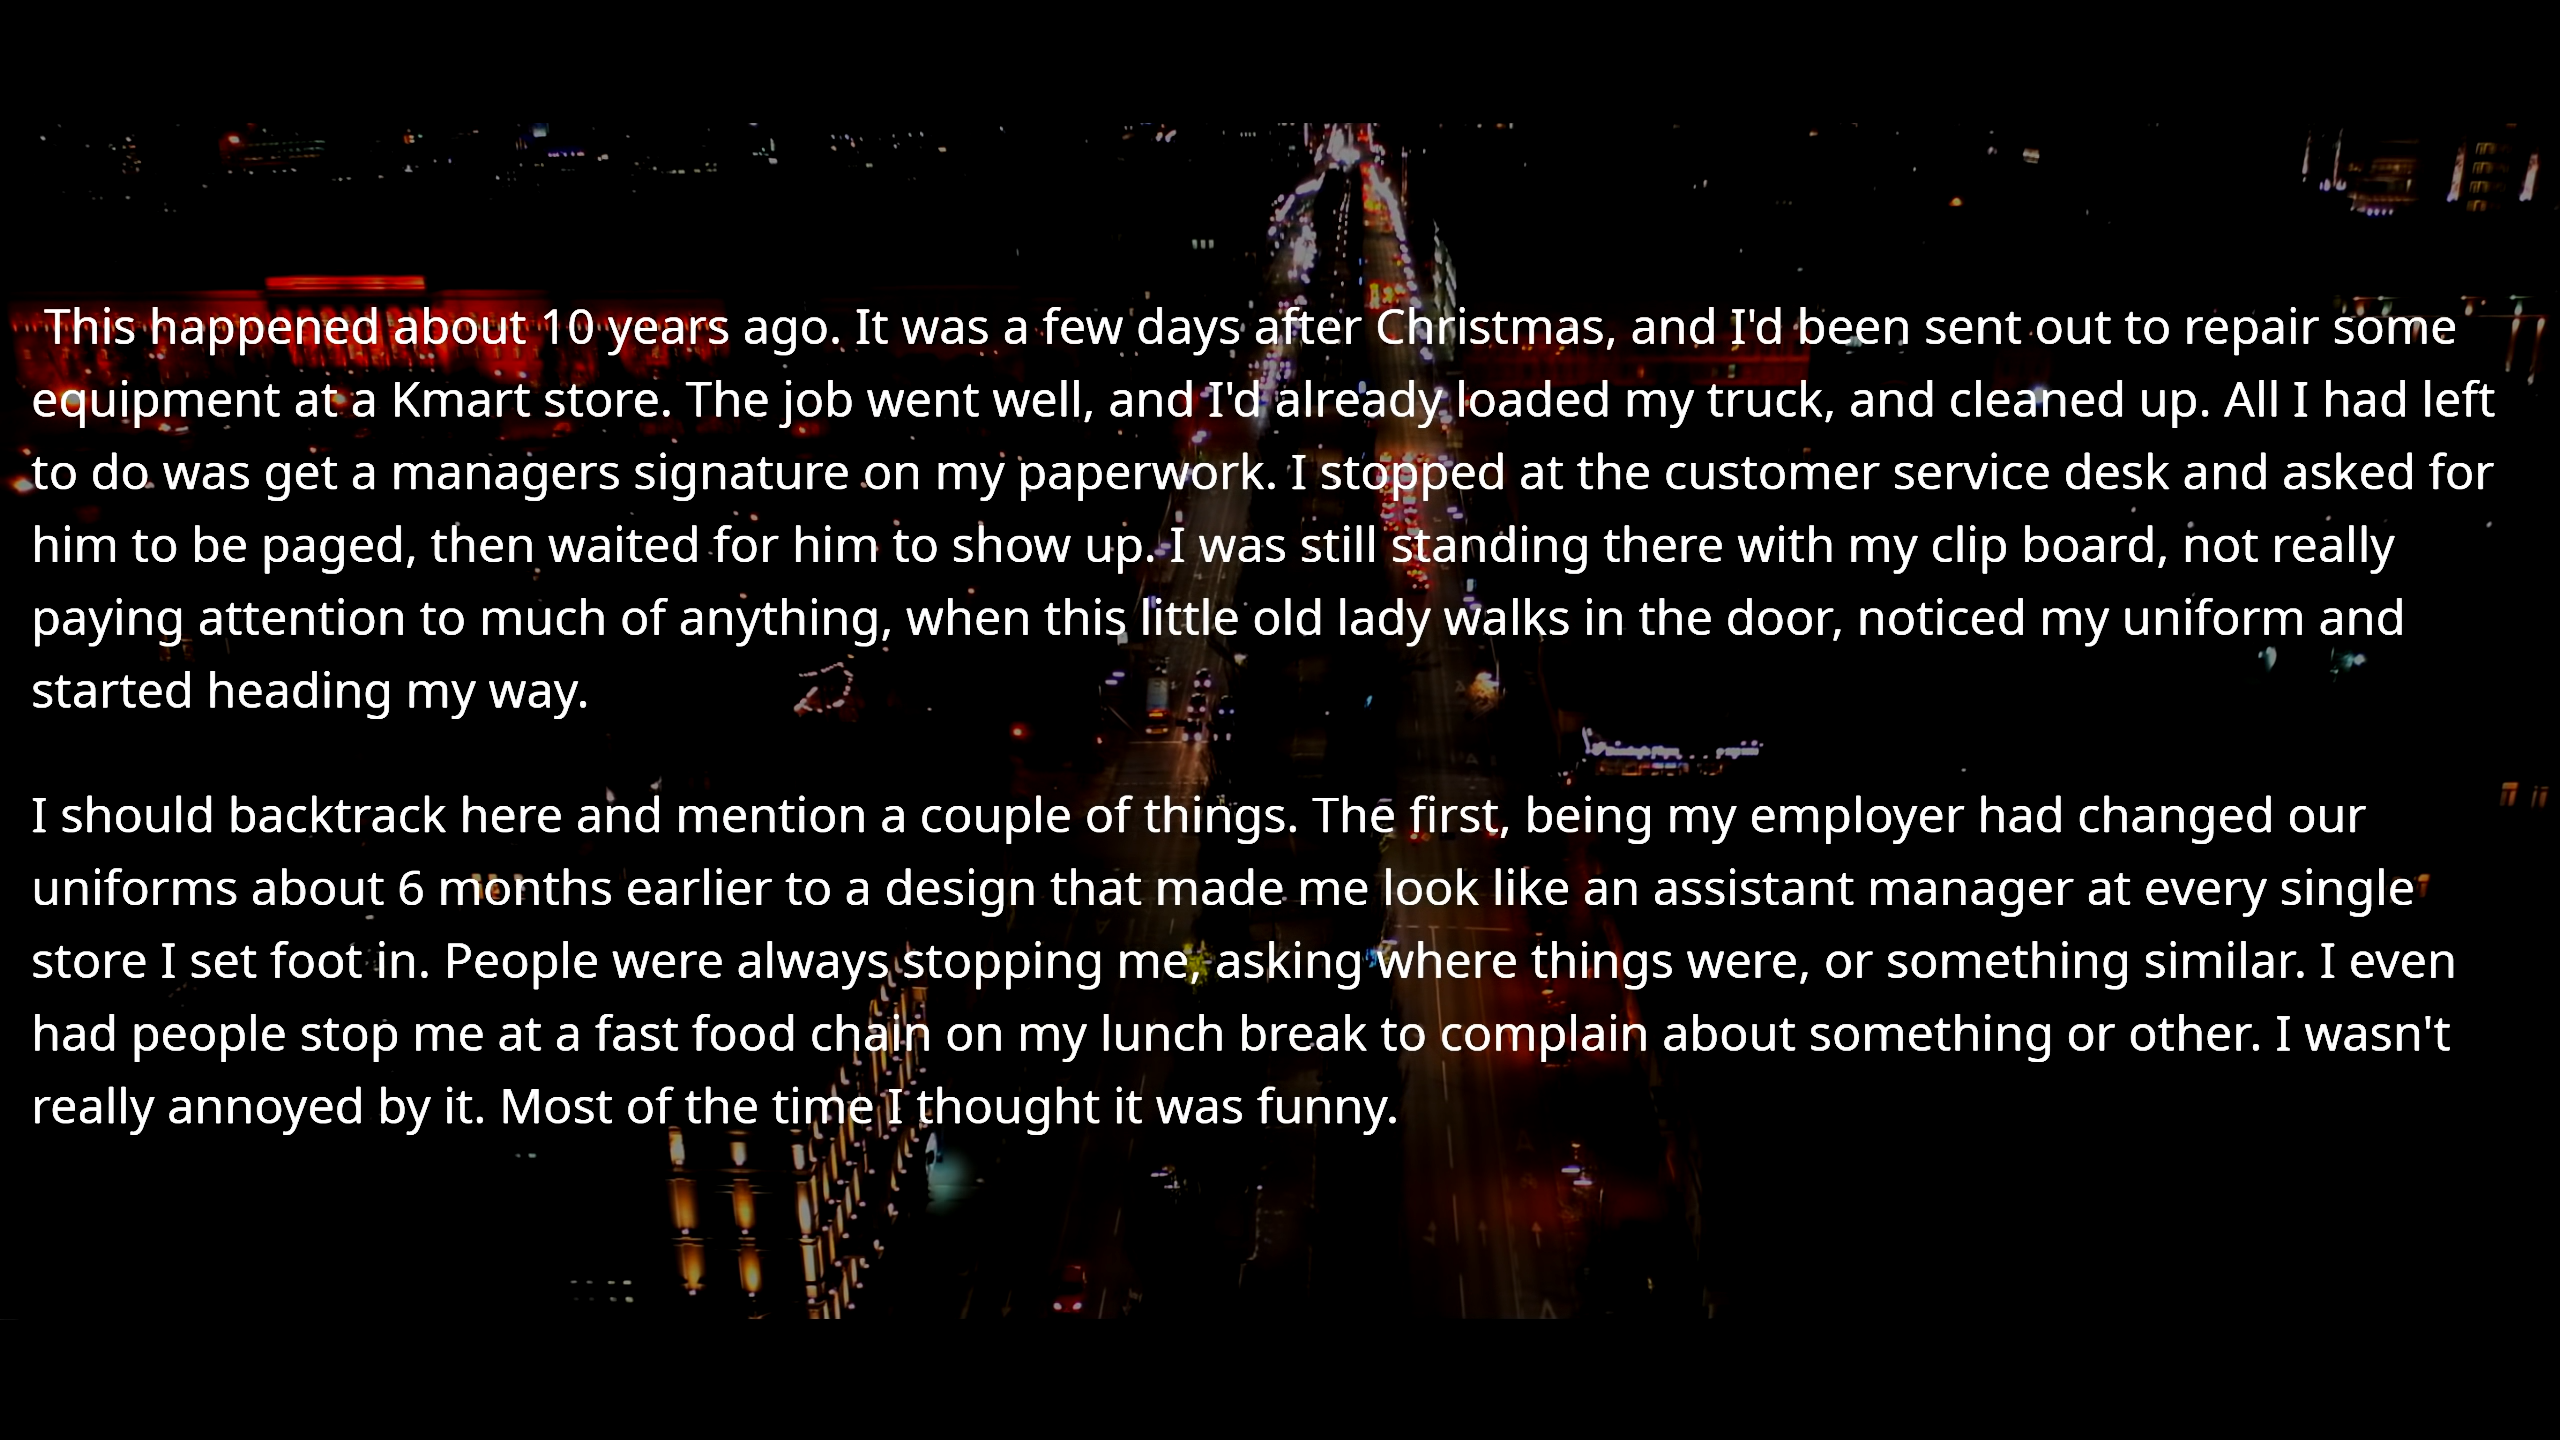 This happened about 10 years ago. It was a few days after Christmas, and I'd been sent out to repair some
equipment at a Kmart store. The job went well, and I'd already loaded my truck, and cleaned up. All I had left
to do was get a managers signature on my paperwork. I stopped at the customer service desk and asked for
him to be paged, then waited for him to show up. I was still standing there with my clip board, not really
paying attention to much of anything, when this little old lady walks in the door, noticed my uniform and
started heading my way.
I should backtrack here and mention a couple of things. The first, being my employer had changed our
uniforms about 6 months earlier to a design that made me look like an assistant manager at every single
store I set foot in. People were always stopping me, asking where things were, or something similar. I even
had people stop me at a fast food chain on my lunch break to complain about something or other. I wasn't
really annoyed by it. Most of the time I thought it was funny.